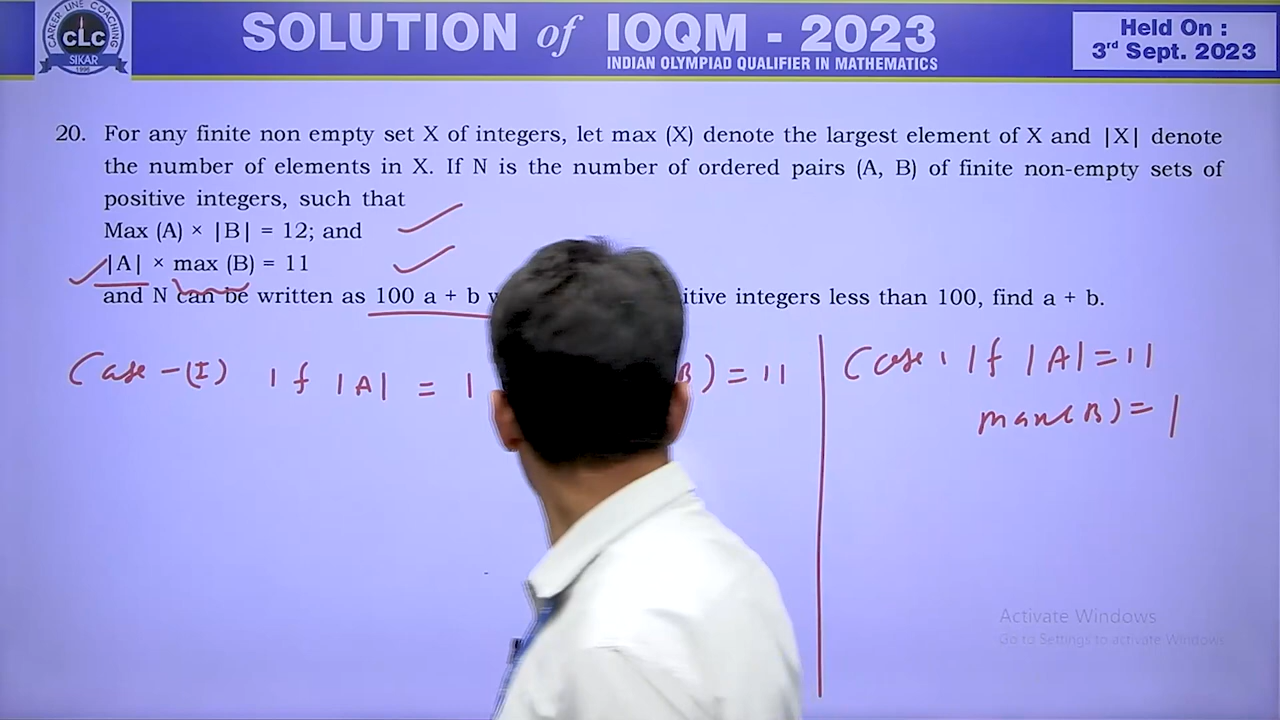 CAREER LINE COACHING
CLC
SIKAR
1996
SOLUTION of IOQM - 2023
INDIAN OLYMPIAD QUALIFIER IN MATHEMATICS
Held On :
3rd Sept. 2023
20. For any finite non empty set X of integers, let max (X) denote the largest element of X and |X| denote
the number of elements in X. If N is the number of ordered pairs (A, B) of finite non-empty sets of
positive integers, such that
Max (A) × |B| = 12; and
|A| × max (B) = 11
and N can be written as 100 a + b itive integers less than 100, find a + b.
Case -(I) If |A| = 1 B) = 11
Case If |A| = 11
max(B) = 1
Activate Windows
Go to Settings to activate Windows.